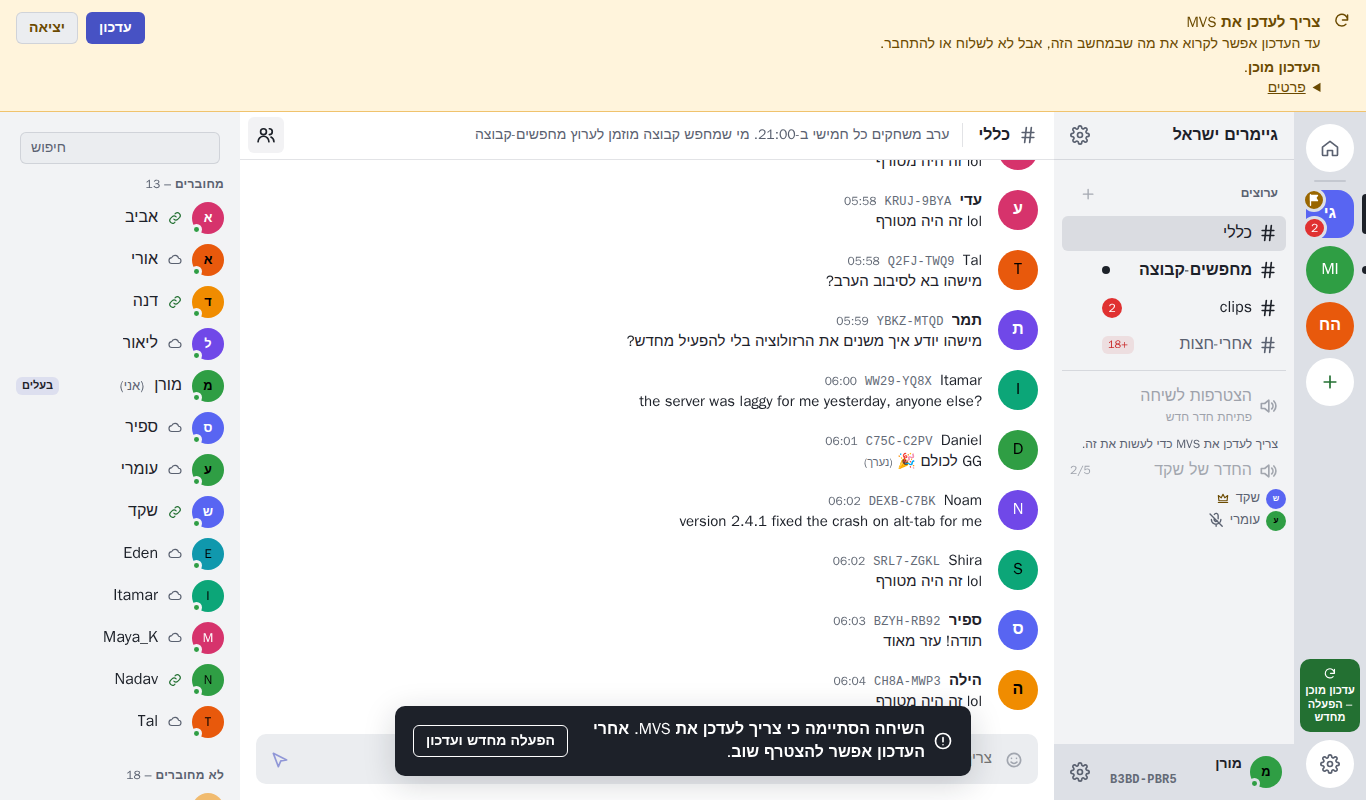 צריך לעדכן את MVS
עד העדכון אפשר לקרוא את מה שבמחשב הזה, אבל לא לשלוח או להתחבר.
העדכון מוכן.
פרטים
עדכון
יציאה
גי
2
MI
הח
עדכון מוכן
– הפעלה
מחדש
גיימרים ישראל
ערוצים
כללי
מחפשים-קבוצה
clips
2
אחרי-חצות
18+
הצטרפות לשיחה
פתיחת חדר חדש
צריך לעדכן את MVS כדי לעשות את זה.
החדר של שקד
2/5
ש
שקד
ע
עומרי
מ
מורן
B3BD-PBR5
כללי
ערב משחקים כל חמישי ב-21:00. מי שמחפש קבוצה מוזמן לערוץ מחפשים-קבוצה
lol זה היה מטורף
ע
עדי KRUJ-9BYA 05:58
lol זה היה מטורף
T
Tal Q2FJ-TWQ9 05:58
מישהו בא לסיבוב הערב?
ת
תמר YBKZ-MTQD 05:59
מישהו יודע איך משנים את הרזולוציה בלי להפעיל מחדש?
I
Itamar WW29-YQ8X 06:00
the server was laggy for me yesterday, anyone else?
D
Daniel C75C-C2PV 06:01
GG לכולם 🎉 (נערך)
N
Noam DEXB-C7BK 06:02
version 2.4.1 fixed the crash on alt-tab for me
S
Shira SRL7-ZGKL 06:02
lol זה היה מטורף
ס
ספיר BZYH-RB92 06:03
תודה! עזר מאוד
ה
הילה CH8A-MWP3 06:04
lol זה היה מטורף
השיחה הסתיימה כי צריך לעדכן את MVS. אחרי
העדכון אפשר להצטרף שוב.
הפעלה מחדש ועדכון
צרי
חיפוש
מחוברים – 13
א
אביב
א
אורי
ד
דנה
ל
ליאור
מ
מורן (אני)
בעלים
ס
ספיר
ע
עומרי
ש
שקד
E
Eden
I
Itamar
M
Maya_K
N
Nadav
T
Tal
לא מחוברים – 18